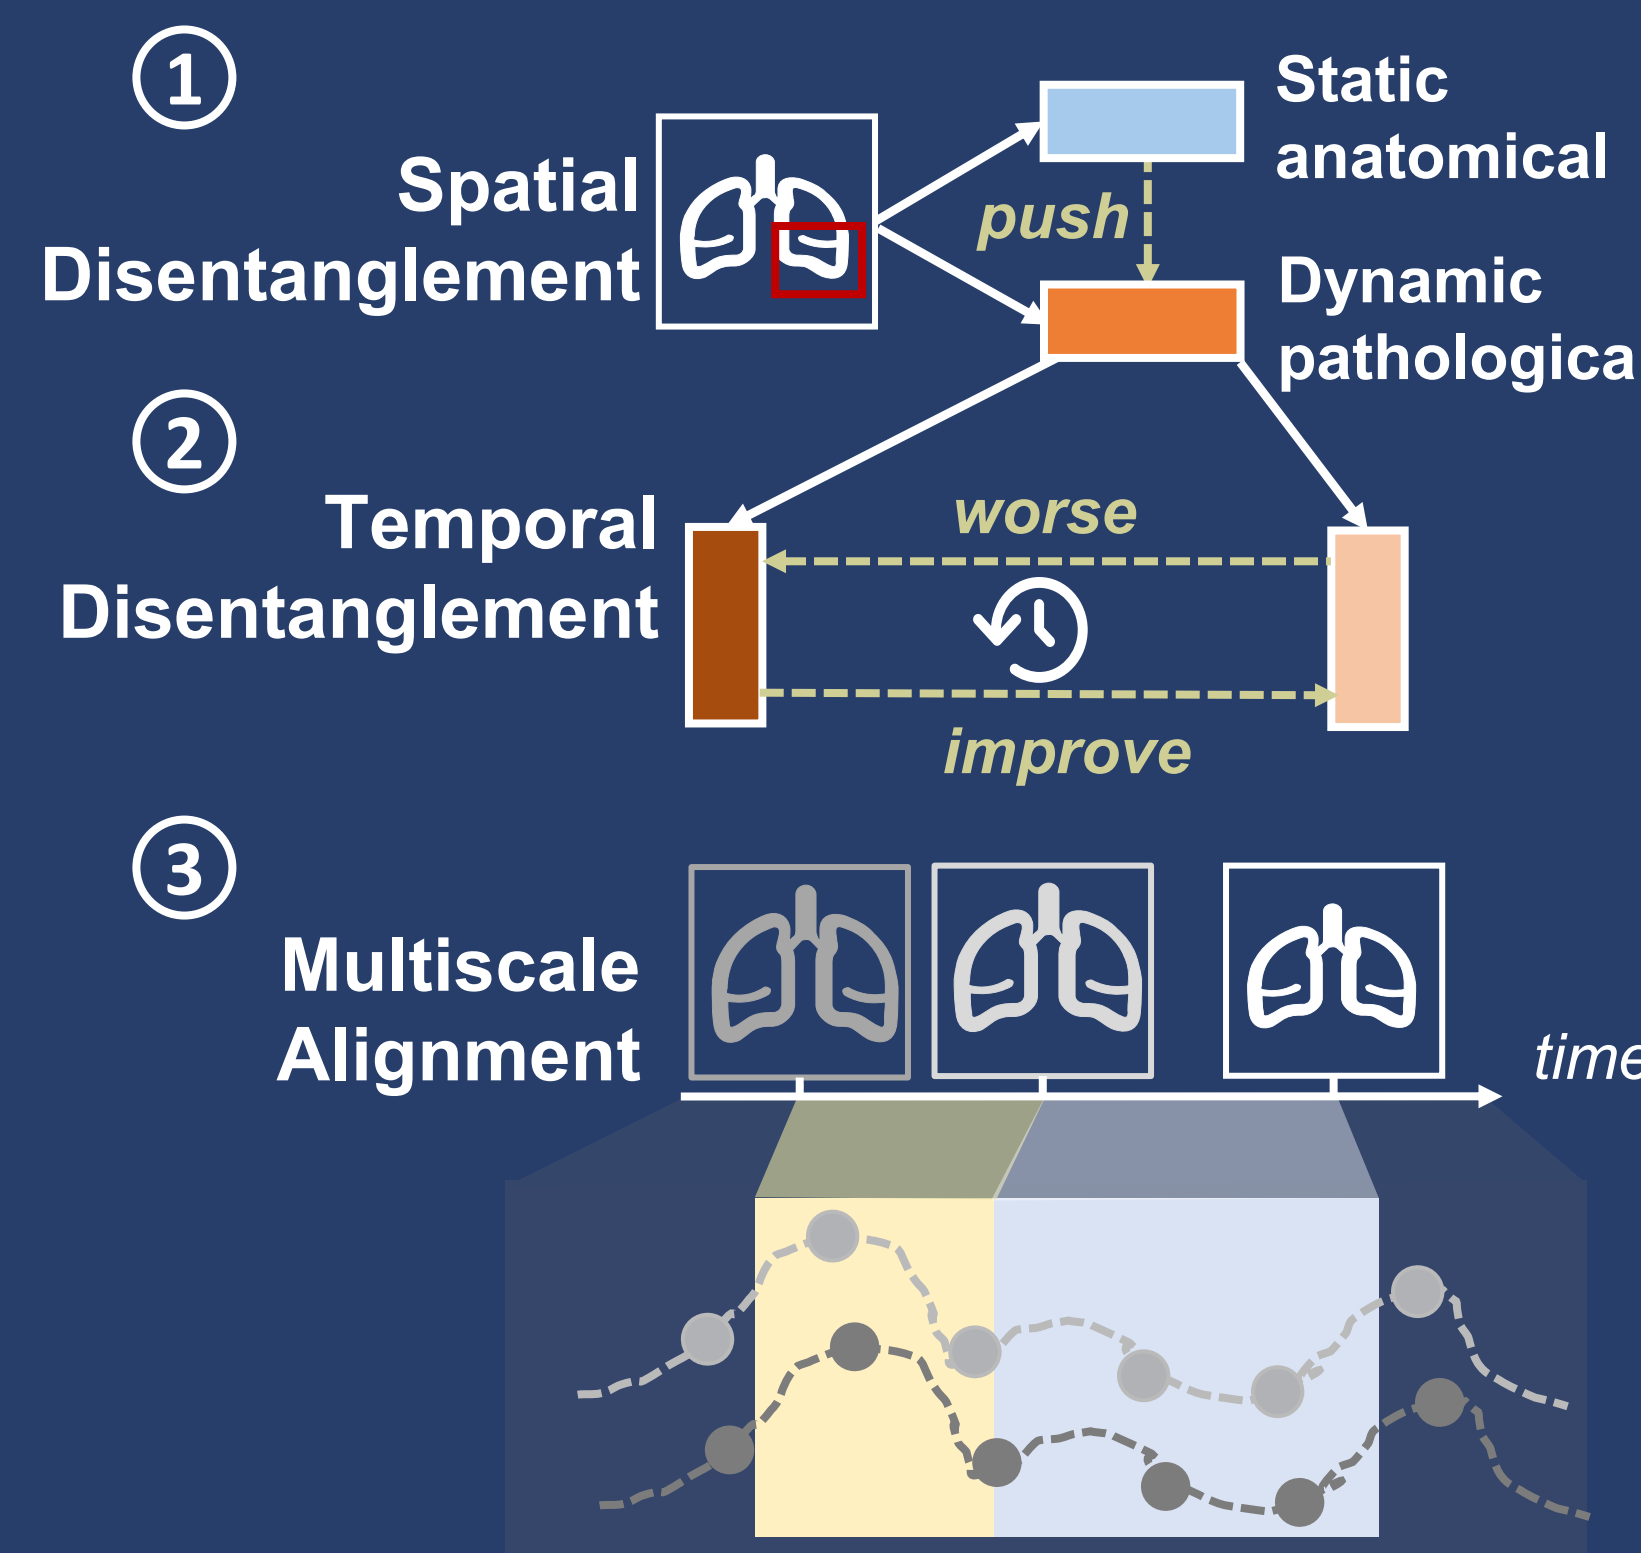 1
Spatial
Disentanglement
Static
anatomical
push
Dynamic
pathologica
2
Temporal
Disentanglement
worse
improve
3
Multiscale
Alignment
time